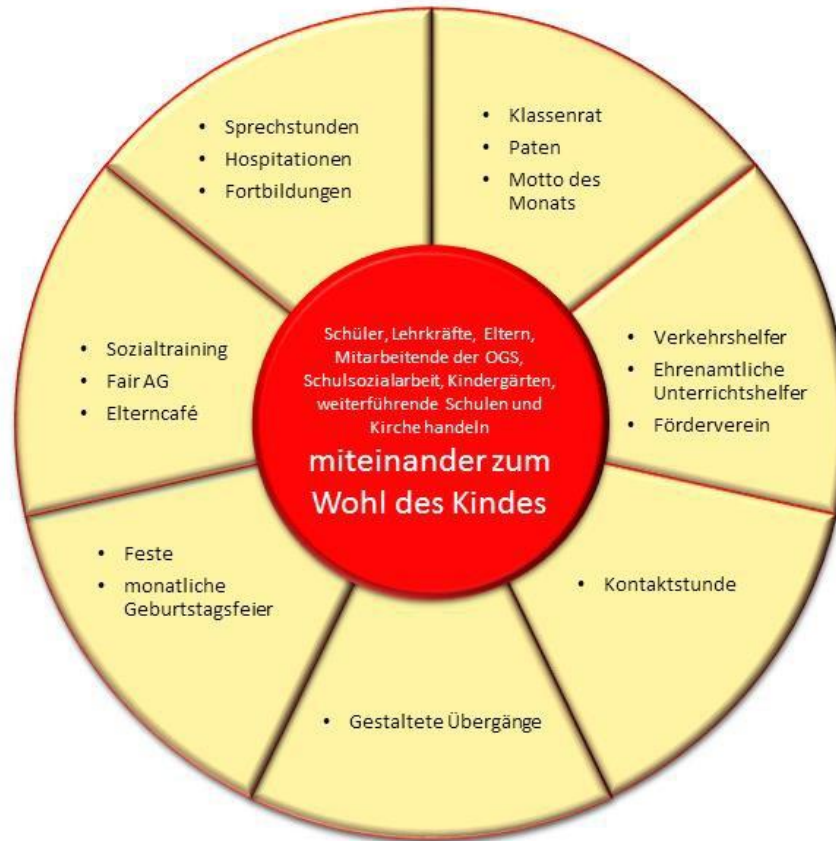 • Sprechstunden
• Hospitationen
• Fortbildungen
• Klassenrat
• Paten
• Motto des
Monats
• Verkehrshelfer
• Ehrenamtliche
Unterrichtshelfer
• Förderverein
• Kontaktstunde
• Gestaltete Übergänge
• Feste
• monatliche
Geburtstagsfeier
• Sozialtraining
• Fair AG
• Elterncafé
Schüler, Lehrkräfte, Eltern,
Mitarbeitende der OGS,
Schulsozialarbeit, Kindergärten,
weiterführende Schulen und
Kirche handeln
miteinander zum
Wohl des Kindes